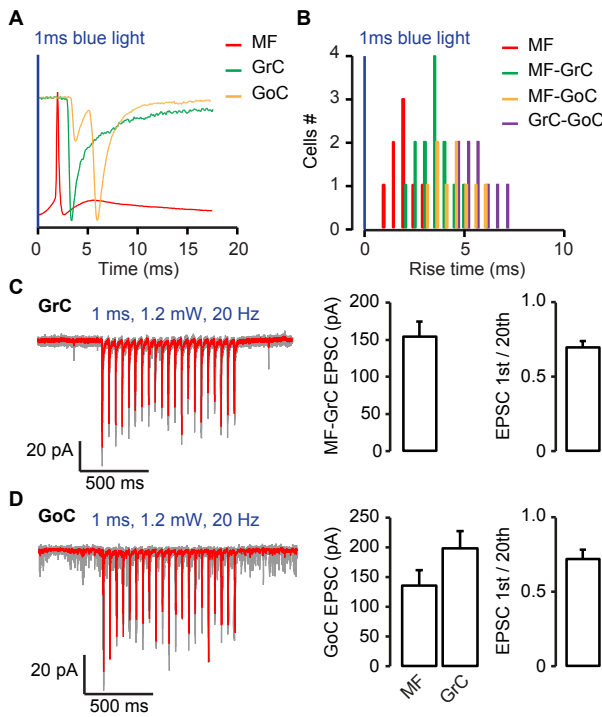 A
1ms blue light
MF
GrC
GoC
0
5
10
15
20
Time (ms)
B
1ms blue light
MF
MF-GrC
MF-GoC
GrC-GoC
Cells #
4
3
2
1
0
0
5
10
Rise time (ms)
C
GrC
1 ms, 1.2 mW, 20 Hz
20 pA
500 ms
MF-GrC EPSC (pA)
200
150
100
50
0
EPSC 1st / 20th
1.0
0.5
0
D
GoC
1 ms, 1.2 mW, 20 Hz
20 pA
500 ms
GoC EPSC (pA)
250
200
150
100
50
0
MF
GrC
EPSC 1st / 20th
1.0
0.5
0